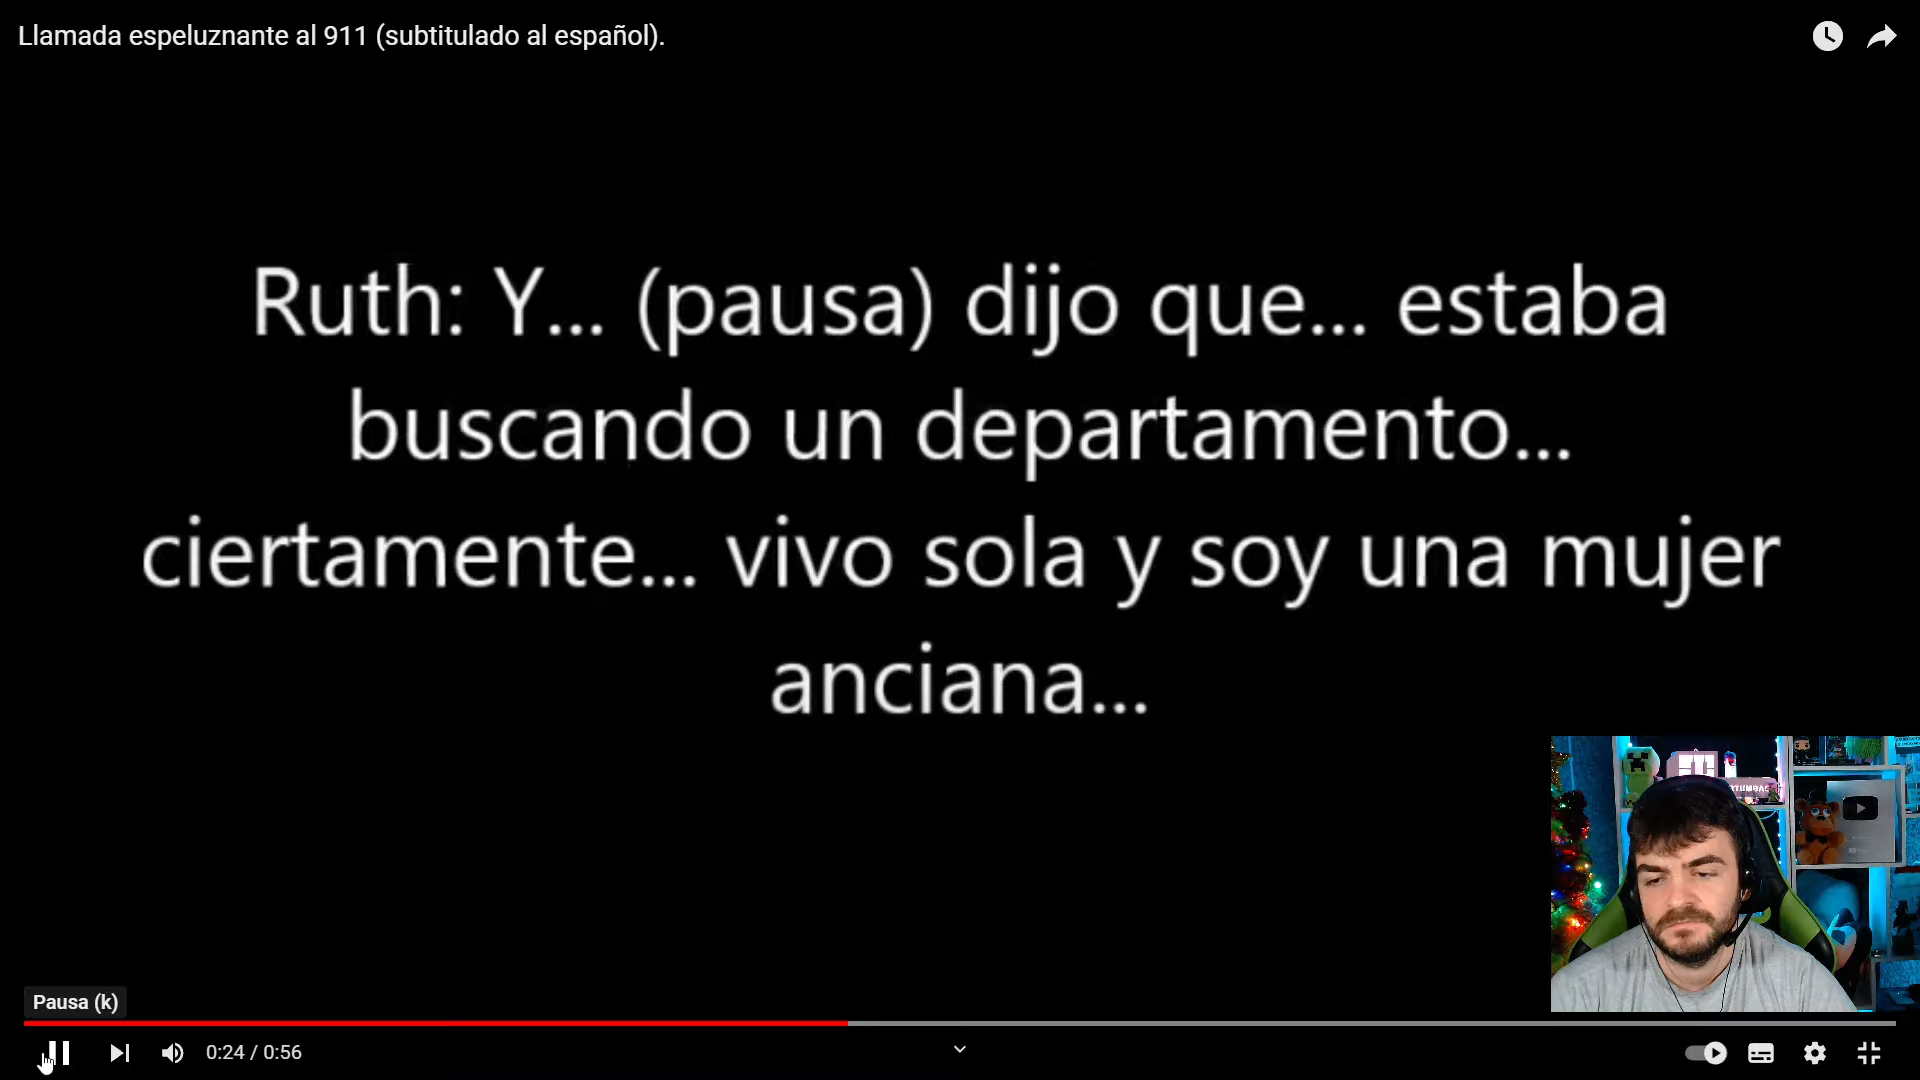 Llamada espeluznante al 911 (subtitulado al español).
Ruth: Y... (pausa) dijo que... estaba
buscando un departamento...
ciertamente... vivo sola y soy una mujer
anciana...
Pausa (k)
0:24 / 0:56